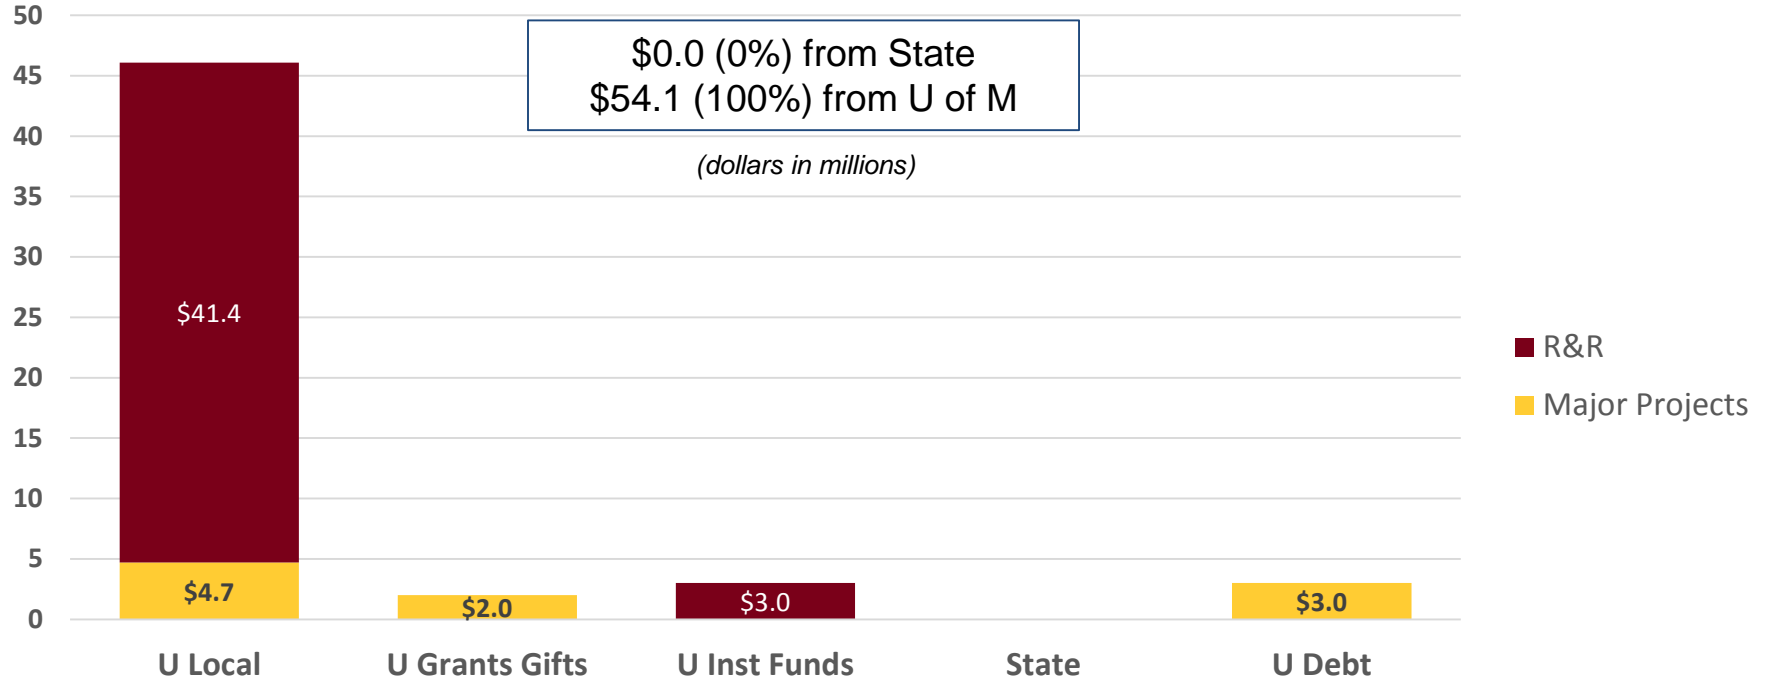 $0.0 (0%) from State
$54.1 (100%) from U of M
(dollars in millions)
50
45
40
35
30
25
20
15
10
5
0
$41.4
$4.7
$2.0
$3.0
$3.0
U Local
U Grants Gifts
U Inst Funds
State
U Debt
R&R
Major Projects